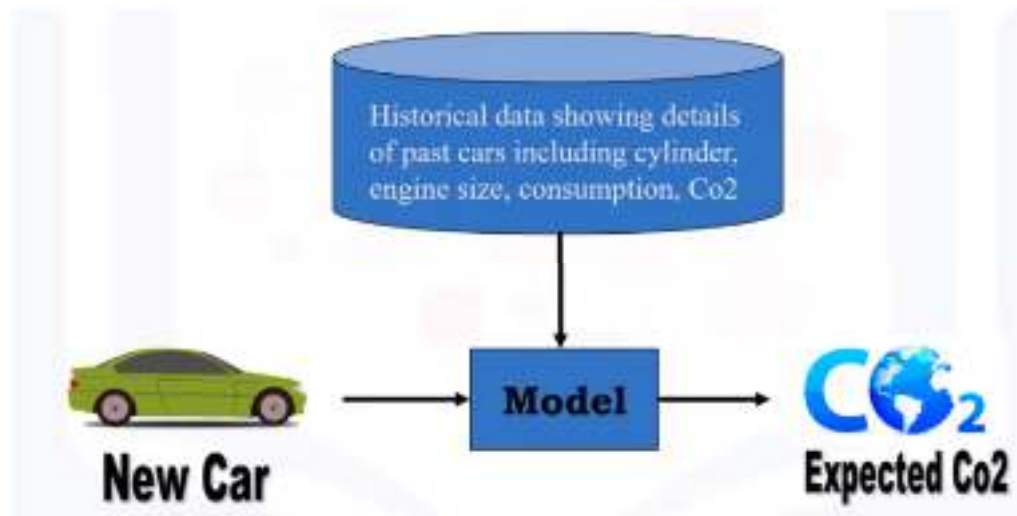 Historical data showing details
of past cars including cylinder,
engine size, consumption, Co2
Model
CO2
New Car
Expected Co2